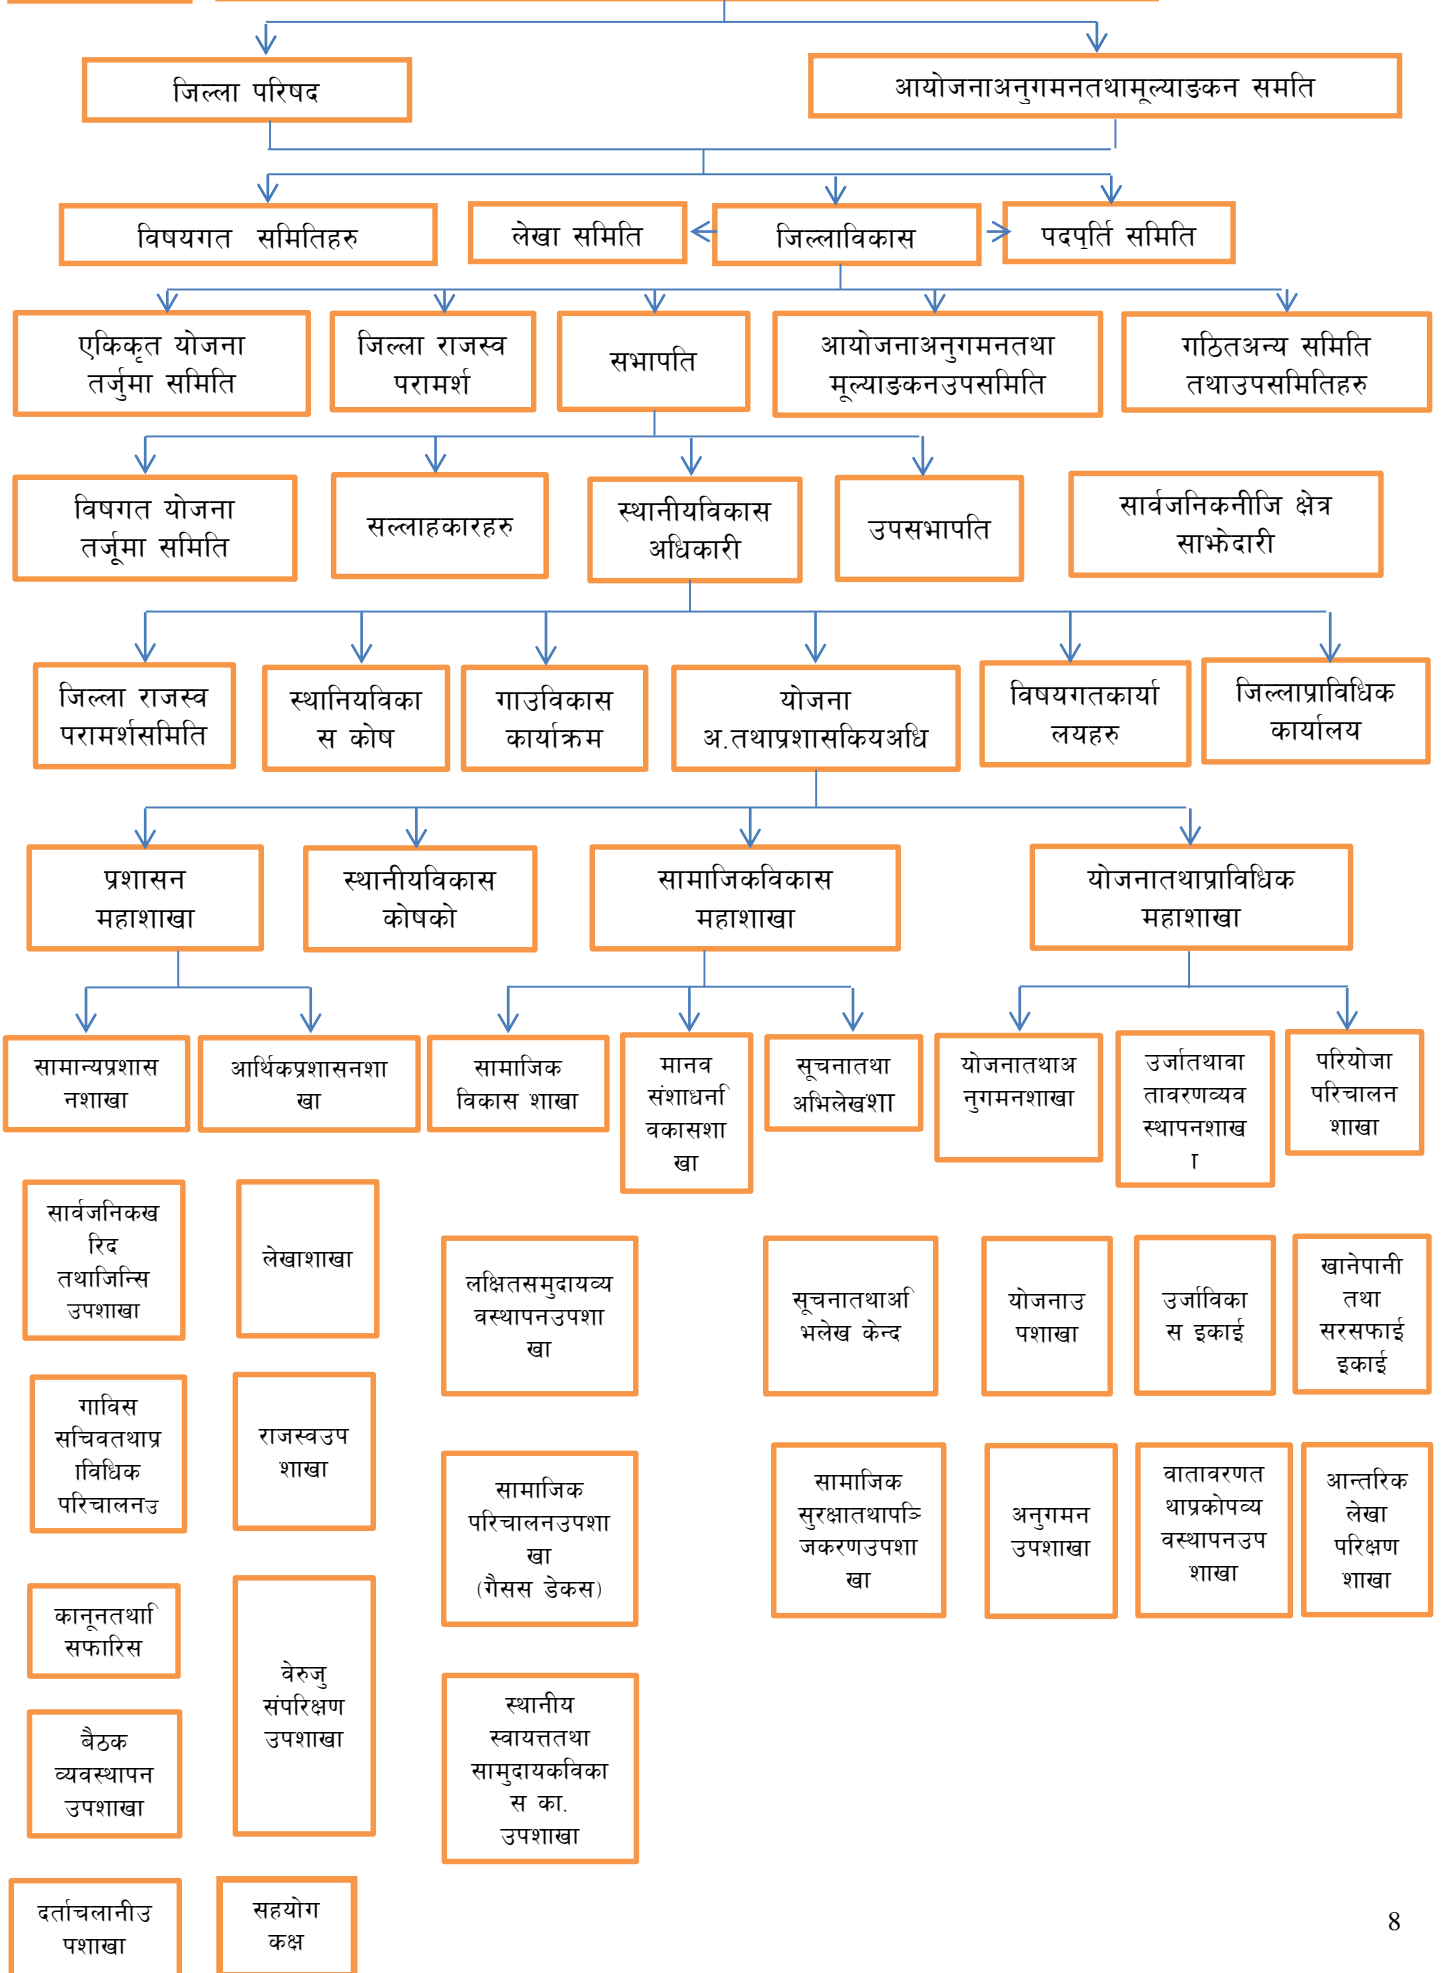 जिल्ला परिषद
आयोजनाअनुगमनतथामूल्याङकन समति
विषयगत समितिहरु
लेखा समिति
जिल्लाविकास
पदपूर्ति समिति
एकिकृत योजना
तर्जुमा समिति
जिल्ला राजस्व
परामर्श
सभापति
आयोजनाअनुगमनतथा
मूल्याङकनउपसमिति
गठितअन्य समिति
तथाउपसमितिहरु
विषगत योजना
तर्जूमा समिति
सल्लाहकारहरु
स्थानीयविकास
अधिकारी
उपसभापति
सार्वजनिकनीजि क्षेत्र
साझेदारी
जिल्ला राजस्व
परामर्शसमिति
स्थानियविका
स कोष
गाउविकास
कार्याक्रम
योजना
अ.तथाप्रशासकियअधि
विषयगतकार्या
लयहरु
जिल्लाप्राविधिक
कार्यालय
प्रशासन
महाशाखा
स्थानीयविकास
कोषको
सामाजिकविकास
महाशाखा
योजनातथाप्राविधिक
महाशाखा
सामान्यप्रशास
नशाखा
आर्थिकप्रशासनशा
खा
सामाजिक
विकास शाखा
मानव
संशाधनवि
कासशा
खा
सूचनातथा
अभिलेखशा
योजनातथाअ
नुगमनशाखा
उर्जातथावा
तावरणव्यव
स्थापनशाख
ा
परियोजा
परिचालन
शाखा
सार्वजनिकख
रिद
तथाजिन्सि
उपशाखा
लेखाशाखा
लक्षितसमुदायव्य
वस्थापनउपशा
खा
सूचनातथाअि
भलेख केन्द
योजनाउ
पशाखा
उर्जाविका
स इकाई
खानेपानी
तथा
सरसफाई
इकाई
गाविस
सचिवतथाप्र
ाविधिक
परिचालनउ
राजस्वउप
शाखा
सामाजिक
परिचालनउपशा
खा
(गैसस डेकस)
सामाजिक
सुरक्षातथापञ्जि
जकरणउपशा
खा
अनुगमन
उपशाखा
वातावरणत
थाप्रकोपव्य
वस्थापनउप
शाखा
आन्तरिक
लेखा
परिक्षण
शाखा
कानूनतथाि
सफारिस
वेरुजु
संपरिक्षण
उपशाखा
बैठक
व्यवस्थापन
उपशाखा
स्थानीय
स्वायत्ततथा
सामुदायकविका
स का.
उपशाखा
दर्ताचलानीउ
पशाखा
सहयोग
कक्ष
8